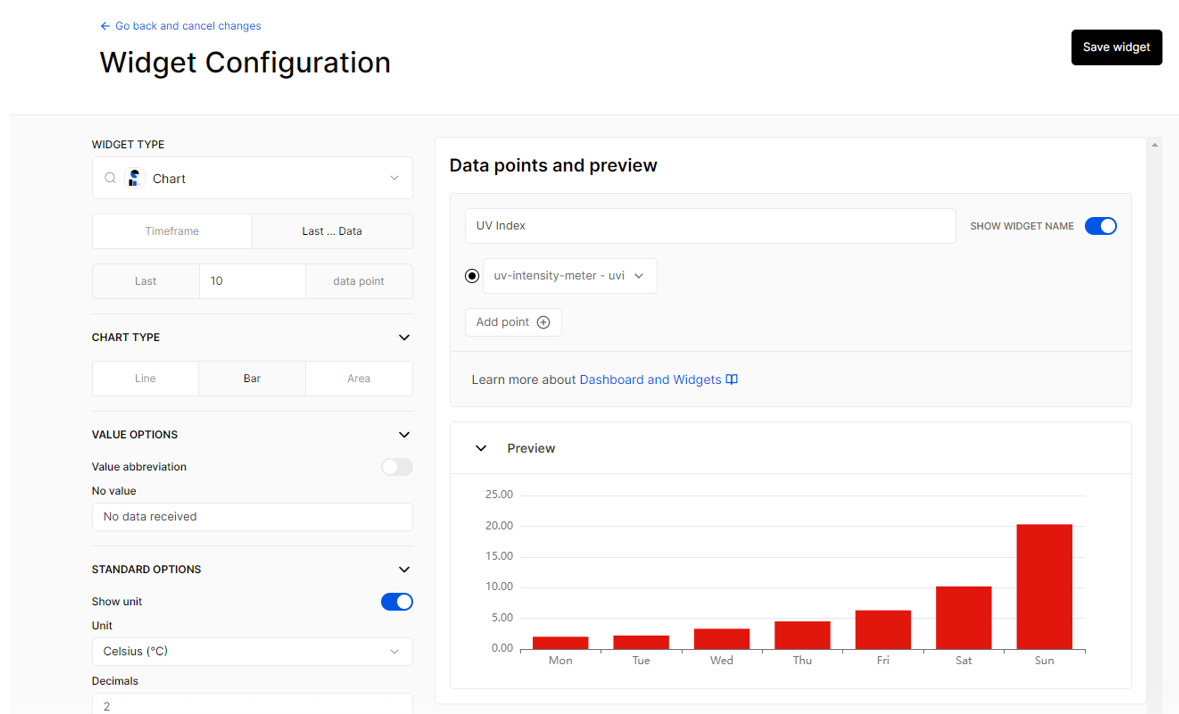 Go back and cancel changes
Widget Configuration
Save widget
WIDGET TYPE
Chart
Timeframe
Last ... Data
Last
10
data point
CHART TYPE
Line
Bar
Area
VALUE OPTIONS
Value abbreviation
No value
No data received
STANDARD OPTIONS
Show unit
Unit
Celsius (°C)
Decimals
2
Data points and preview
UV Index
SHOW WIDGET NAME
uv-intensity-meter - uvi
Add point
Learn more about Dashboard and Widgets
Preview
25.00
20.00
15.00
10.00
5.00
0.00
Mon
Tue
Wed
Thu
Fri
Sat
Sun